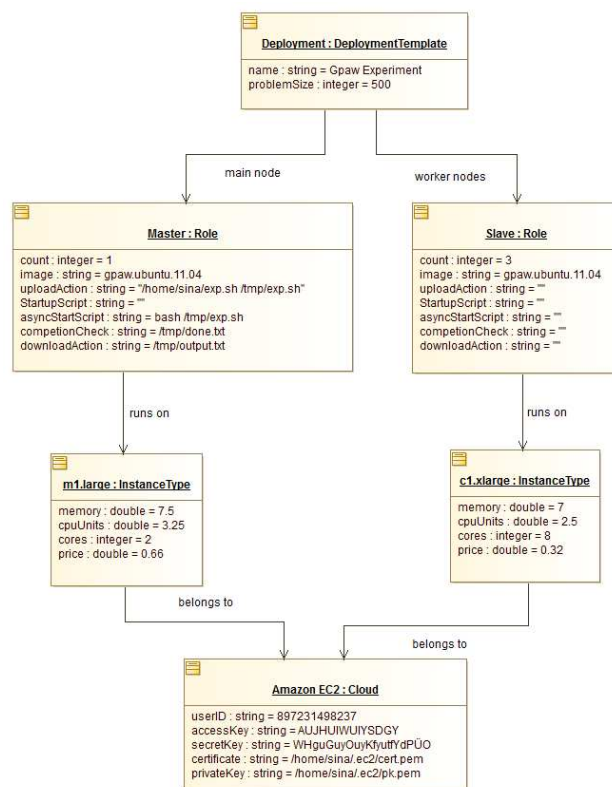 Deployment : DeploymentTemplate
name : string = Gpaw Experiment
problemSize : integer = 500
main node
worker nodes
Master : Role
count : integer = 1
image : string = gpaw.ubuntu.11.04
uploadAction : string = "/home/sina/exp.sh /tmp/exp.sh"
StartupScript : string = ""
asyncStartScript : string = bash /tmp/exp.sh
competionCheck : string = /tmp/done.txt
downloadAction : string = /tmp/output.txt
Slave : Role
count : integer = 3
image : string = gpaw.ubuntu.11.04
uploadAction : string = ""
StartupScript : string = ""
asyncStartScript : string = ""
competionCheck : string = ""
downloadAction : string = ""
runs on
runs on
m1.large : InstanceType
memory : double = 7.5
cpuUnits : double = 3.25
cores : integer = 2
price : double = 0.66
c1.xlarge : InstanceType
memory : double = 7
cpuUnits : double = 2.5
cores : integer = 8
price : double = 0.32
belongs to
belongs to
Amazon EC2 : Cloud
userID : string = 897231498237
accessKey : string = AUJHUIWUIYSDGY
secretKey : string = WHguGuyOuyKfyutfYdPÜO
certificate : string = /home/sina/.ec2/cert.pem
privateKey : string = /home/sina/.ec2/pk.pem